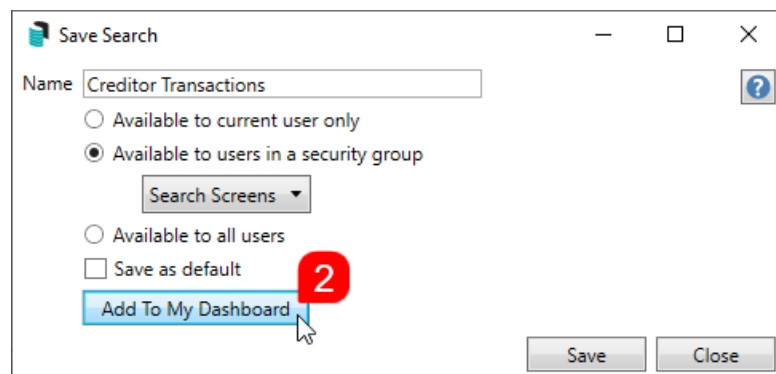 Save Search
Name Creditor Transactions
?
Available to current user only
Available to users in a security group
Search Screens
Available to all users
Save as default
2
Add To My Dashboard
Save Close